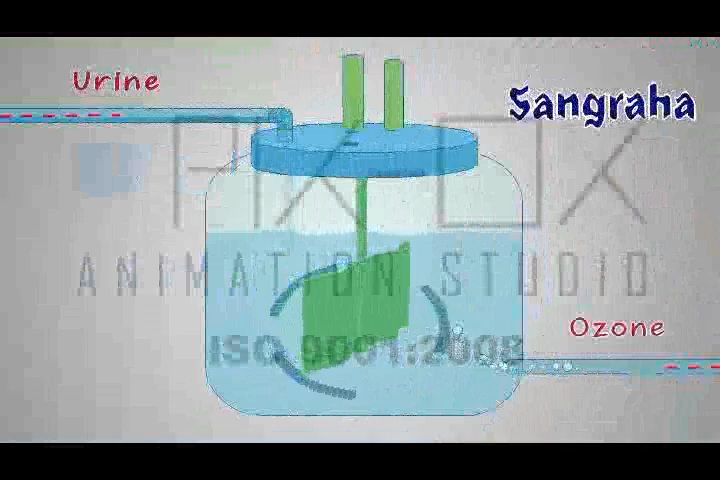 Urine
Sangraha
ANIMATION STUDIO
Ozone
ISO 9001:2008